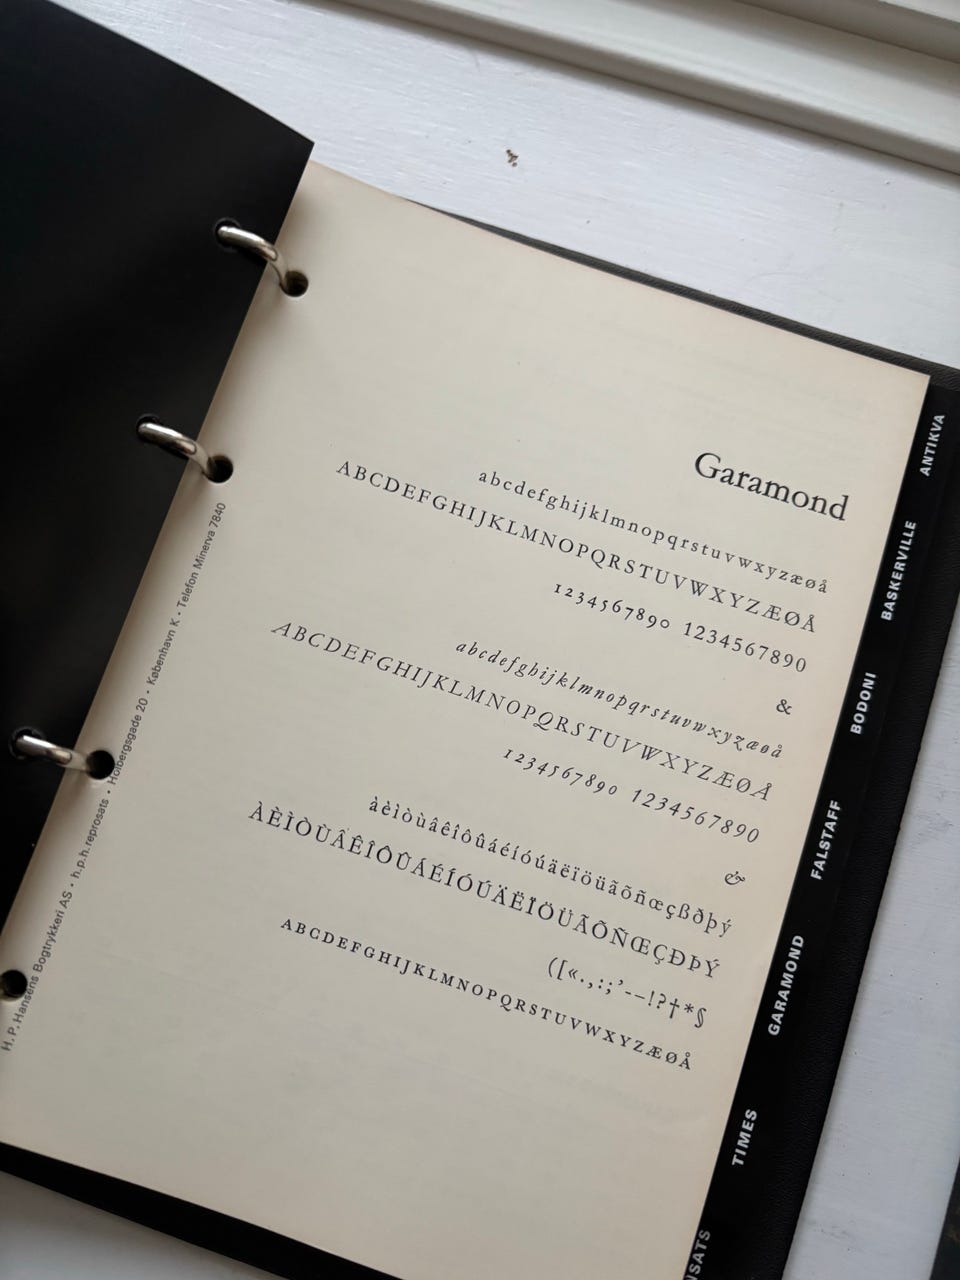 Garamond
abcdefghijklmnopqrstuvwxyzæøå
ABCDEFGHIJKLMNOPQRSTUVWXYZÆØÅ
1234567890 1234567890
&
abcdefghijklmnopqrstuvwxyzæøå
ABCDEFGHIJKLMNOPQRSTUVWXYZÆØÅ
1234567890 1234567890
&
àèìòùâêîôûáéíóúäëïöüãõñœçßðþý
ÀÈÌÒÙÂÊÎÔÛÁÉÍÓÚÄËÏÖÜÃÕÑŒÇÐÞÝ
([«.,:;’-–!?†*§
ABCDEFGHIJKLMNOPQRSTUVWXYZÆØÅ
H.P. Hansens Bogtrykkeri AS · h.p.h. reprosats · Holbergsgade 20 · København K · Telefon Minerva 7840
ANTIKVA
BASKERVILLE
BODONI
FALSTAFF
GARAMOND
TIMES